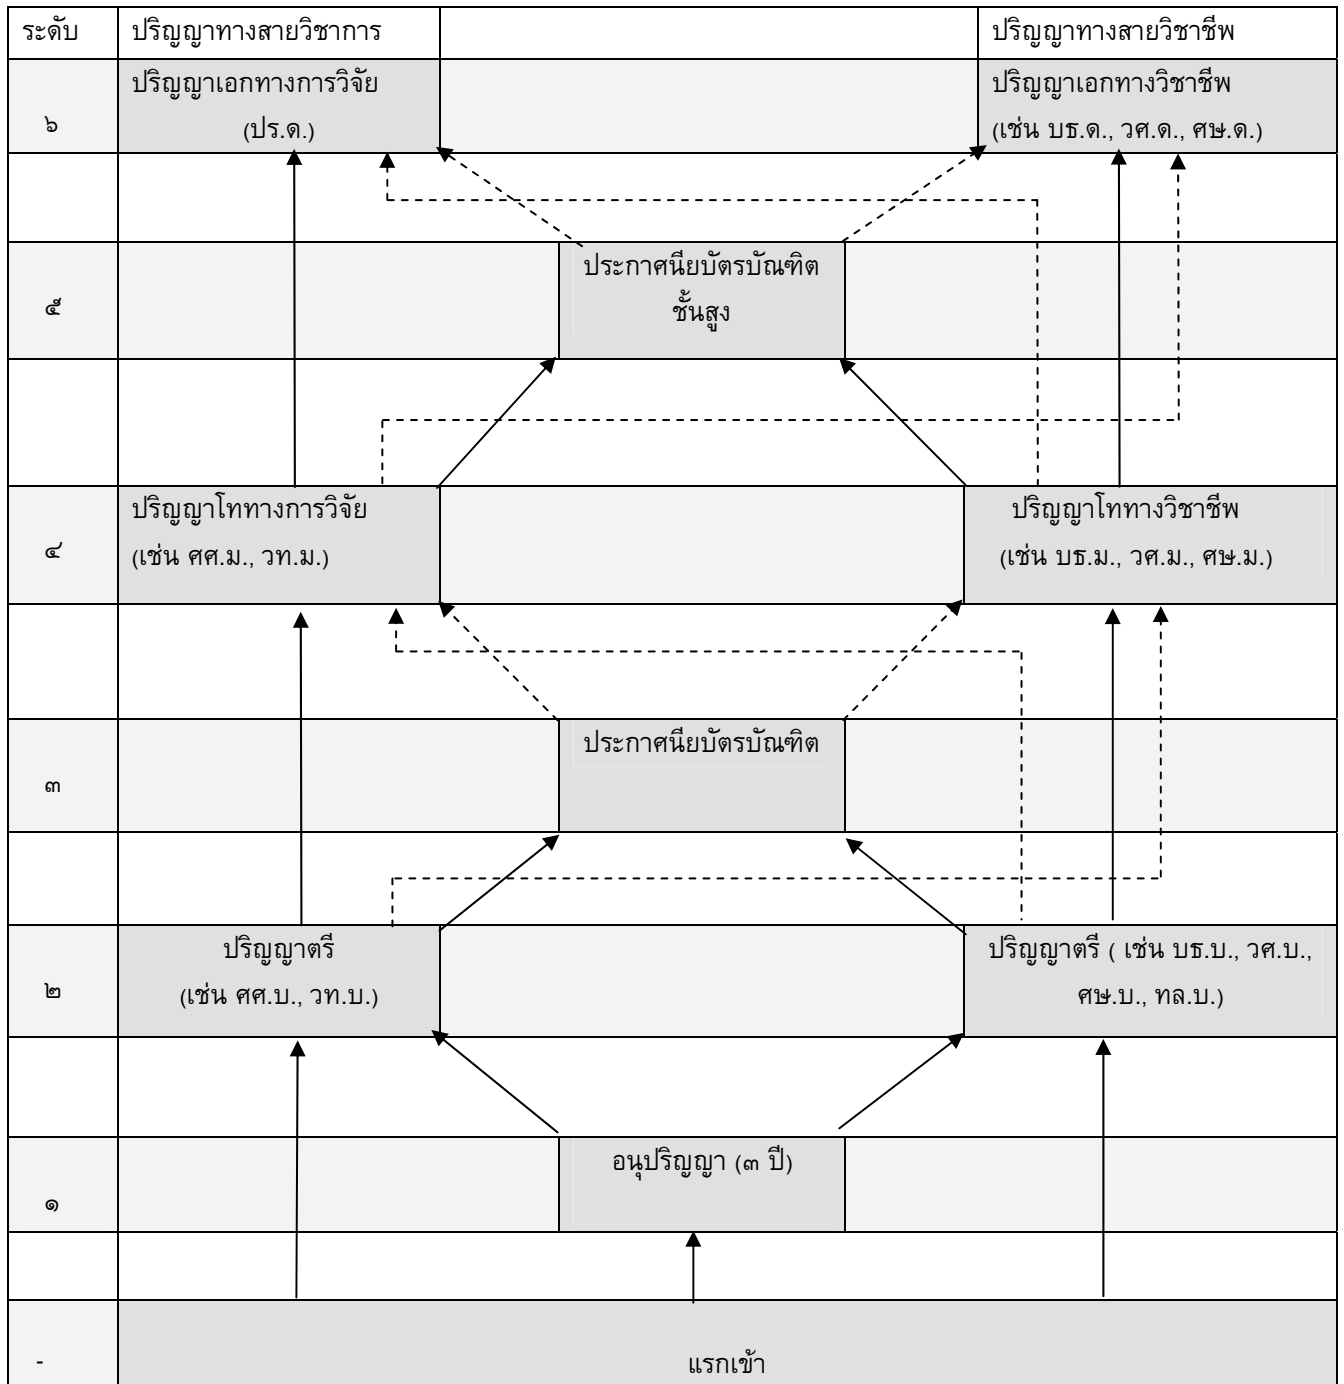 ระดับ ปริญญาทางสายวิชาการ ปริญญาทางสายวิชาชีพ
ปริญญาเอกทางการวิจัย ปริญญาเอกทางวิชาชีพ
๖ (ปร.ด.) (เช่น บธ.ด., วศ.ด., ศษ.ด.)
ประกาศนียบัตรบัณฑิต
๕ ชั้นสูง
ปริญญาโททางการวิจัย ปริญญาโททางวิชาชีพ
๔ (เช่น ศศ.ม., วท.ม.) (เช่น บธ.ม., วศ.ม., ศษ.ม.)
ประกาศนียบัตรบัณฑิต
๓
ปริญญาตรี ปริญญาตรี ( เช่น บธ.บ., วศ.บ.,
๒ (เช่น ศศ.บ., วท.บ.) ศษ.บ., ทล.บ.)
อนุปริญญา (๓ ปี)
๑
- แรกเข้า